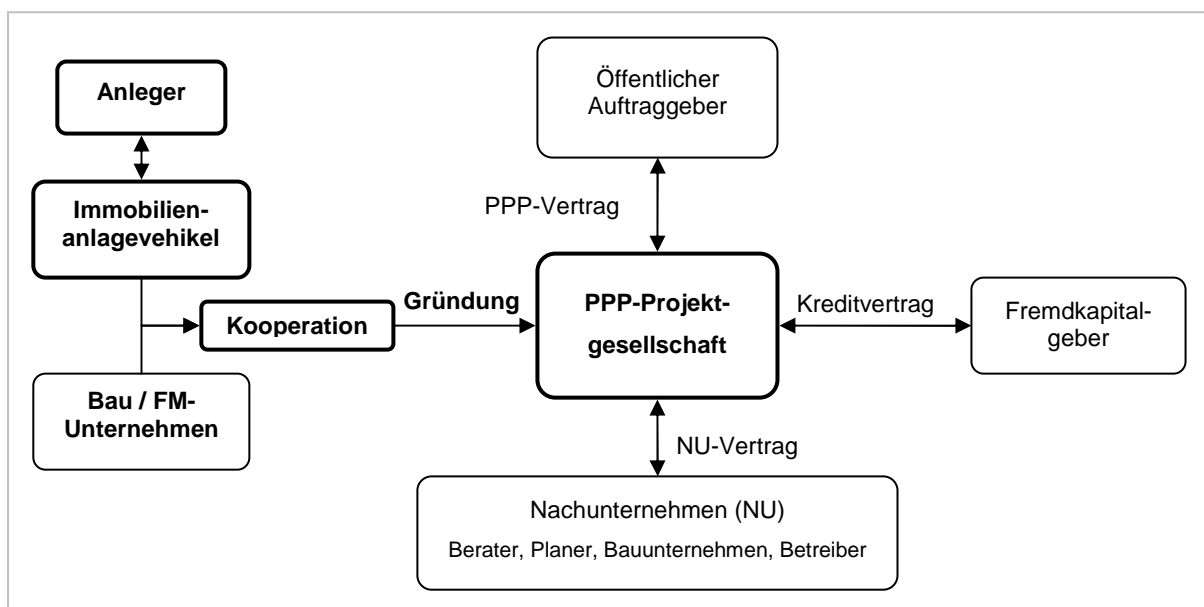 Anleger
Immobilien-
anlagevehikel
Kooperation
Bau / FM-
Unternehmen
Gründung
Öffentlicher
Auftraggeber
PPP-Vertrag
PPP-Projekt-
gesellschaft
Kreditvertrag
Fremdkapital-
geber
NU-Vertrag
Nachunternehmen (NU)
Berater, Planer, Bauunternehmen, Betreiber